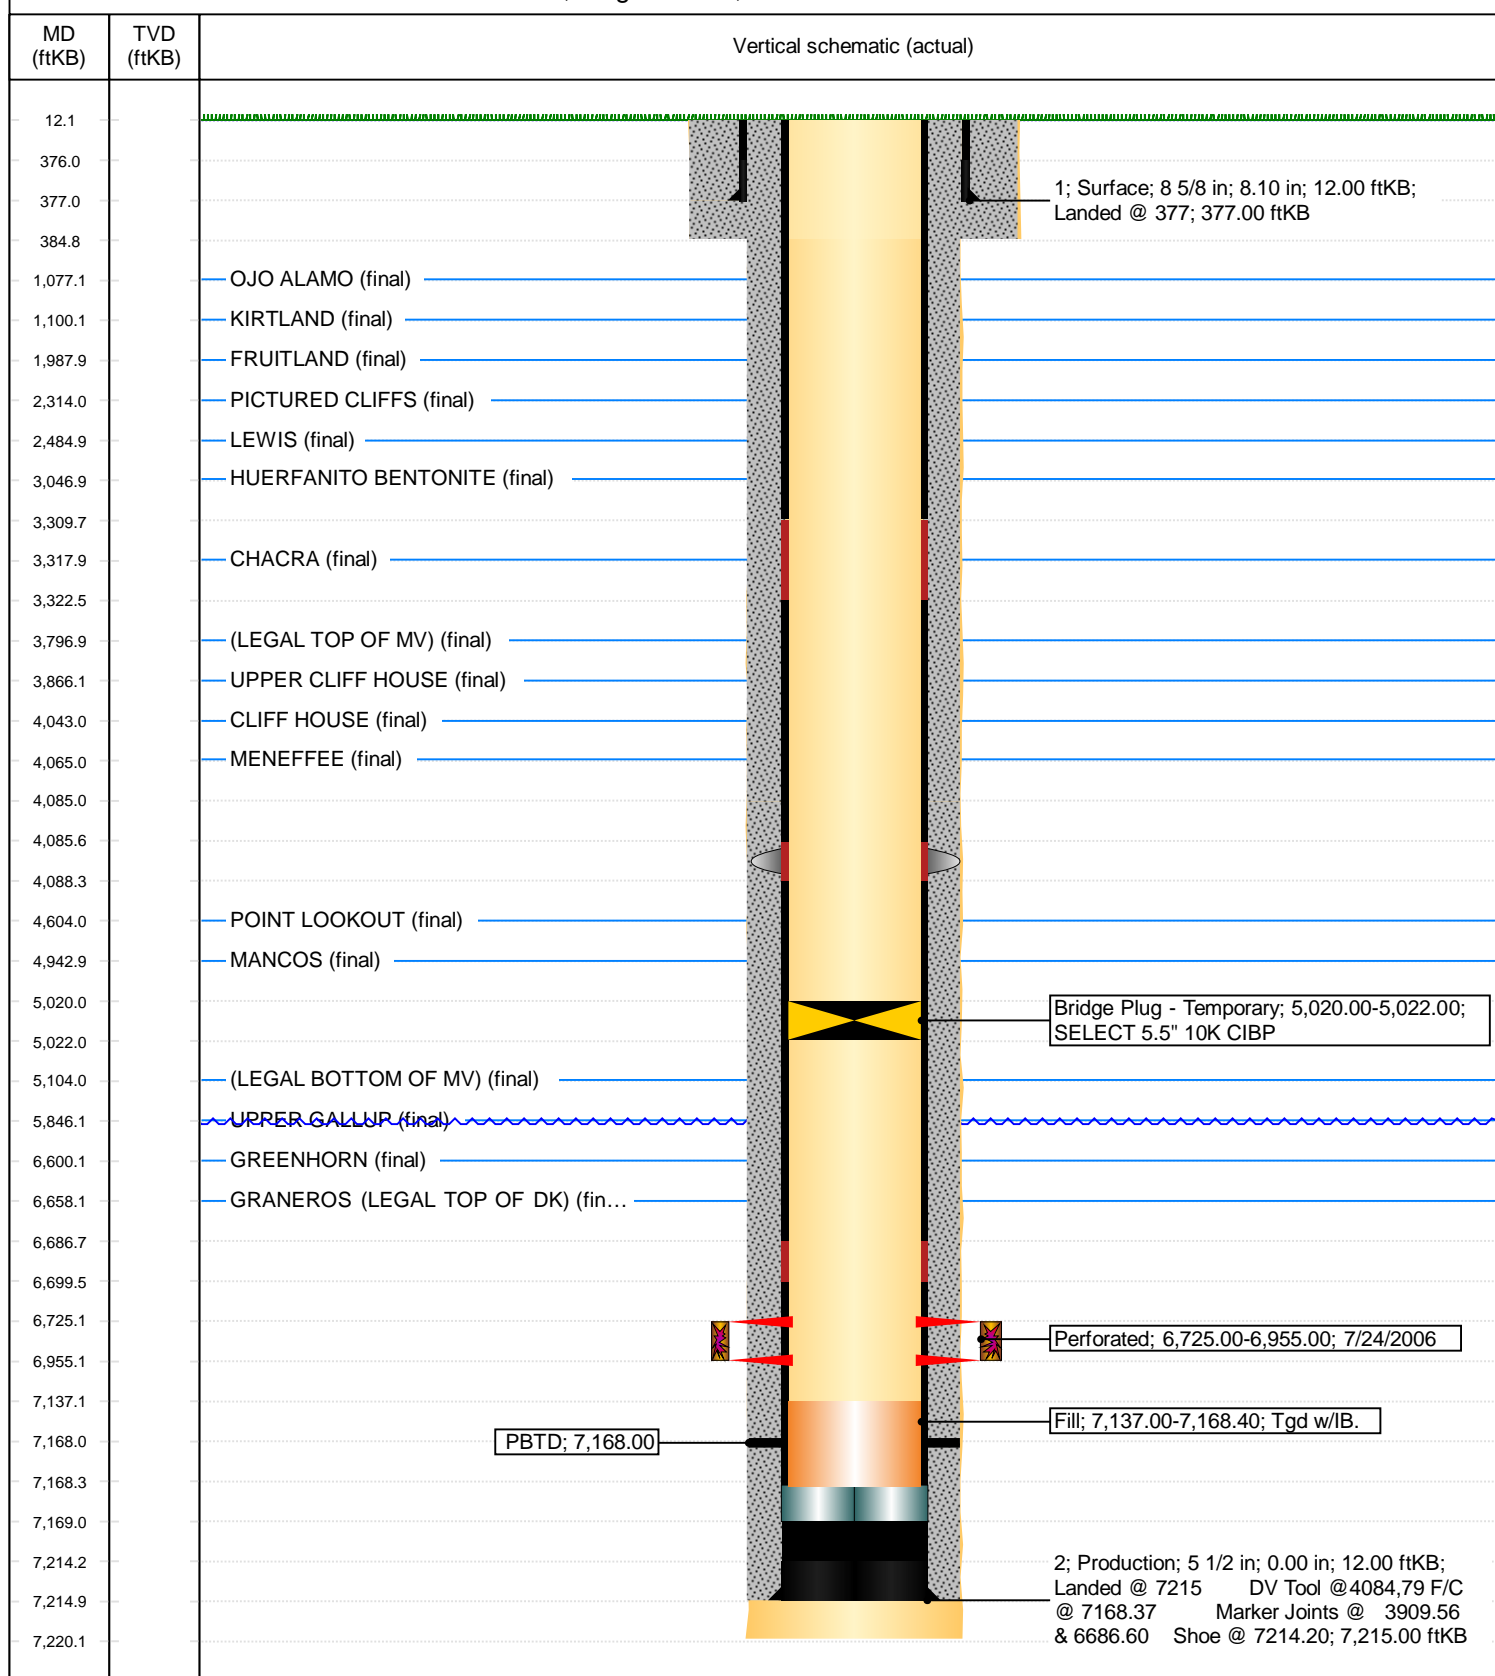 MD
(ftKB)
TVD
(ftKB)
Vertical schematic (actual)
12.1
376.0
1; Surface; 8 5/8 in; 8.10 in; 12.00 ftKB;
377.0
Landed @ 377; 377.00 ftKB
384.8
1,077.1 OJO ALAMO (final)
1,100.1 KIRTLAND (final)
1,987.9 FRUITLAND (final)
2,314.0 PICTURED CLIFFS (final)
2,484.9 LEWIS (final)
3,046.9 HUERFANITO BENTONITE (final)
3,309.7
3,317.9 CHACRA (final)
3,322.5
3,796.9 (LEGAL TOP OF MV) (final)
3,866.1 UPPER CLIFF HOUSE (final)
4,043.0 CLIFF HOUSE (final)
4,065.0 MENEFFEE (final)
4,085.0
4,085.6
4,088.3
4,604.0 POINT LOOKOUT (final)
4,942.9 MANCOS (final)
5,020.0
Bridge Plug - Temporary; 5,020.00-5,022.00;
SELECT 5.5" 10K CIBP
5,022.0
5,104.0 (LEGAL BOTTOM OF MV) (final)
5,846.1 UPPER GALLUP (final)
6,600.1 GREENHORN (final)
6,658.1 GRANEROS (LEGAL TOP OF DK) (fin...
6,686.7
6,699.5
6,725.1
Perforated; 6,725.00-6,955.00; 7/24/2006
6,955.1
7,137.1
Fill; 7,137.00-7,168.40; Tgd w/IB.
7,168.0 PBTD; 7,168.00
7,168.3
7,169.0
7,214.2
2; Production; 5 1/2 in; 0.00 in; 12.00 ftKB;
Landed @ 7215 DV Tool @4084,79 F/C
7,214.9
@ 7168.37 Marker Joints @ 3909.56
& 6686.60 Shoe @ 7214.20; 7,215.00 ftKB
7,220.1